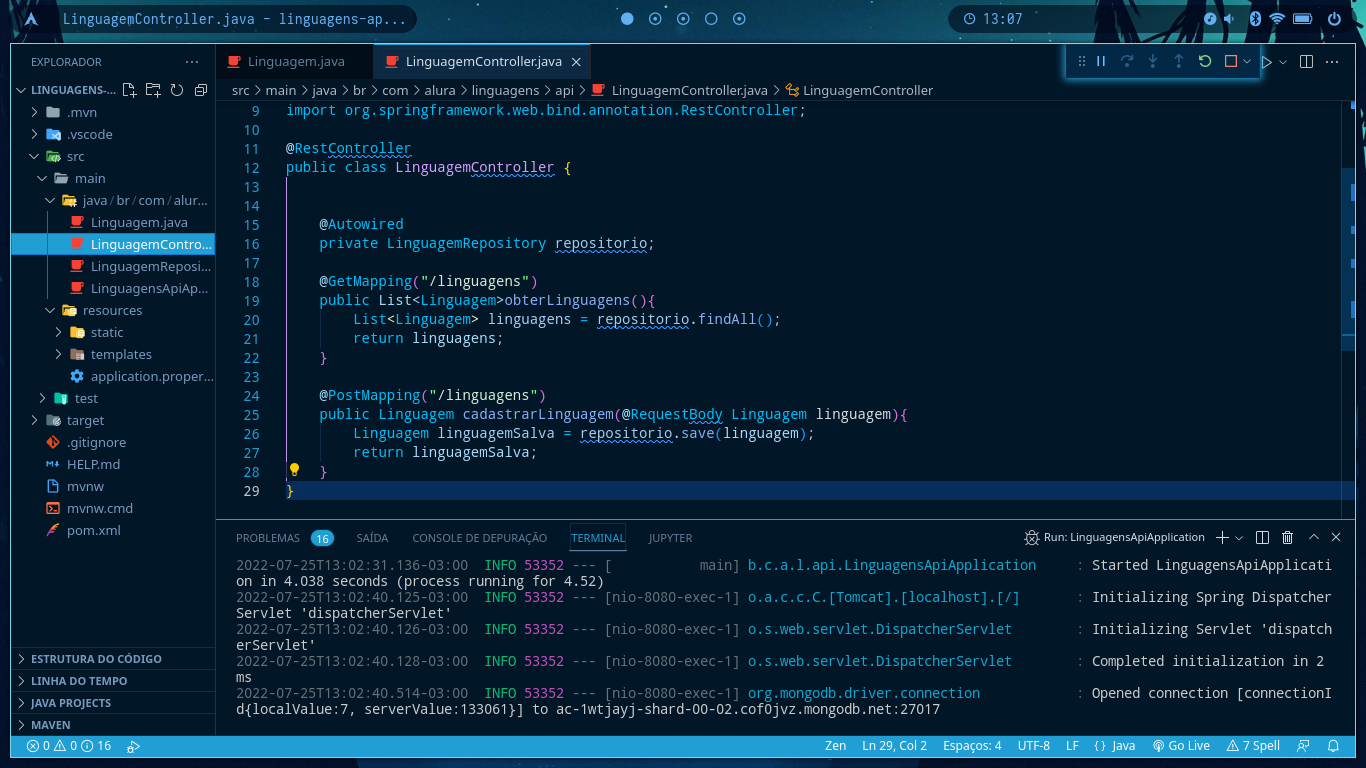 LinguagemController.java – linguagens-ap...
13:07
EXPLORADOR
LINGUAGENS-...
.mvn
.vscode
src
main
java / br / com / alur...
Linguagem.java
LinguagemContro...
LinguagemReposi...
LinguagensApiAp...
resources
static
templates
application.proper...
test
target
.gitignore
HELP.md
mvnw
mvnw.cmd
pom.xml
ESTRUTURA DO CÓDIGO
LINHA DO TEMPO
JAVA PROJECTS
MAVEN
Linguagem.java
LinguagemController.java
src > main > java > br > com > alura > linguagens > api > LinguagemController.java > LinguagemController
9 import org.springframework.web.bind.annotation.RestController;
10
11 @RestController
12 public class LinguagemController {
13
14
15 @Autowired
16 private LinguagemRepository repositorio;
17
18 @GetMapping("/linguagens")
19 public List<Linguagem>obterLinguagens(){
20 List<Linguagem> linguagens = repositorio.findAll();
21 return linguagens;
22 }
23
24 @PostMapping("/linguagens")
25 public Linguagem cadastrarLinguagem(@RequestBody Linguagem linguagem){
26 Linguagem linguagemSalva = repositorio.save(linguagem);
27 return linguagemSalva;
28 }
29 }
PROBLEMAS 16 SAÍDA CONSOLE DE DEPURAÇÃO TERMINAL JUPYTER Run: LinguagensApiApplication
2022-07-25T13:02:31.136-03:00 INFO 53352 --- [ main] b.c.a.l.api.LinguagensApiApplication : Started LinguagensApiApplicati
on in 4.038 seconds (process running for 4.52)
2022-07-25T13:02:40.125-03:00 INFO 53352 --- [nio-8080-exec-1] o.a.c.c.C.[Tomcat].[localhost].[/] : Initializing Spring Dispatcher
Servlet 'dispatcherServlet'
2022-07-25T13:02:40.126-03:00 INFO 53352 --- [nio-8080-exec-1] o.s.web.servlet.DispatcherServlet : Initializing Servlet 'dispatch
erServlet'
2022-07-25T13:02:40.128-03:00 INFO 53352 --- [nio-8080-exec-1] o.s.web.servlet.DispatcherServlet : Completed initialization in 2
ms
2022-07-25T13:02:40.514-03:00 INFO 53352 --- [nio-8080-exec-1] org.mongodb.driver.connection : Opened connection [connectionI
d{localValue:7, serverValue:133061}] to ac-1wtjayj-shard-00-02.cof0jvz.mongodb.net:27017
0 0 16 Zen Ln 29, Col 2 Espaços: 4 UTF-8 LF {} Java Go Live 7 Spell